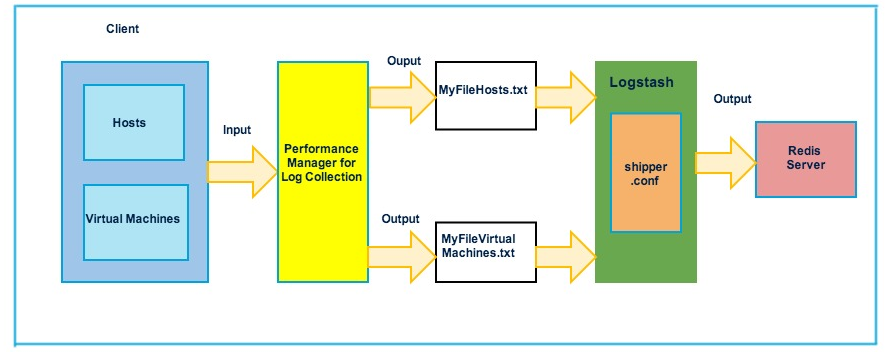 Client
Hosts
Virtual Machines
Input
Performance
Manager for
Log Collection
Ouput
MyFileHosts.txt
Output
MyFileVirtual
Machines.txt
Logstash
shipper
.conf
Output
Redis
Server